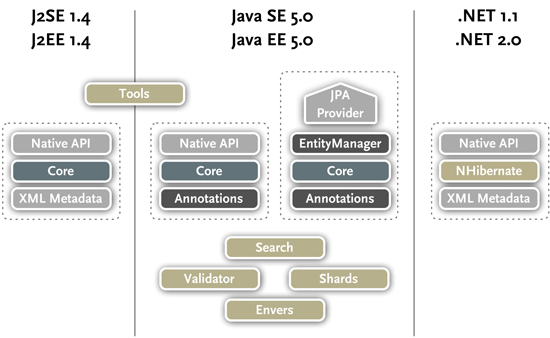 J2SE 1.4
J2EE 1.4
Java SE 5.0
Java EE 5.0
.NET 1.1
.NET 2.0
Tools
JPA
Provider
Native API
Core
XML Metadata
Native API
Core
Annotations
EntityManager
Core
Annotations
Native API
NHibernate
XML Metadata
Search
Validator
Shards
Envers